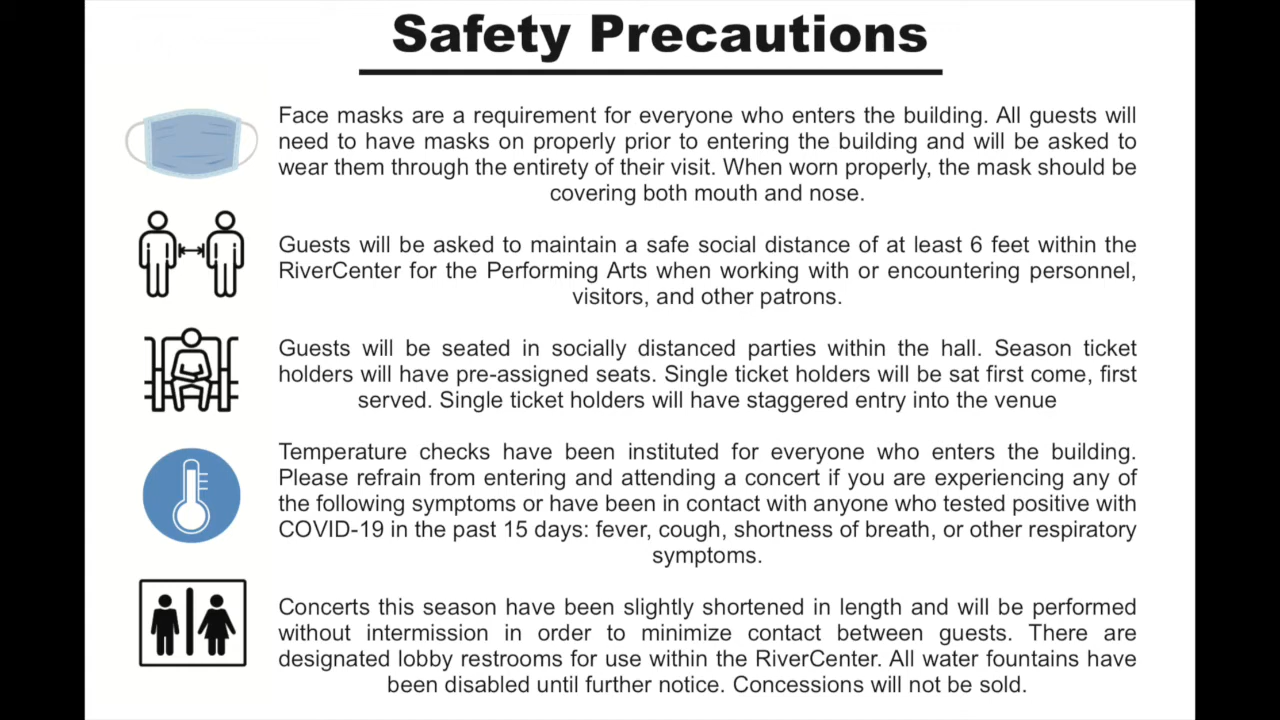 Safety Precautions
Face masks are a requirement for everyone who enters the building. All guests will
need to have masks on properly prior to entering the building and will be asked to
wear them through the entirety of their visit. When worn properly, the mask should be
covering both mouth and nose.
Guests will be asked to maintain a safe social distance of at least 6 feet within the
RiverCenter for the Performing Arts when working with or encountering personnel,
visitors, and other patrons.
Guests will be seated in socially distanced parties within the hall. Season ticket
holders will have pre-assigned seats. Single ticket holders will be sat first come, first
served. Single ticket holders will have staggered entry into the venue
Temperature checks have been instituted for everyone who enters the building.
Please refrain from entering and attending a concert if you are experiencing any of
the following symptoms or have been in contact with anyone who tested positive with
COVID-19 in the past 15 days: fever, cough, shortness of breath, or other respiratory
symptoms.
Concerts this season have been slightly shortened in length and will be performed
without intermission in order to minimize contact between guests. There are
designated lobby restrooms for use within the RiverCenter. All water fountains have
been disabled until further notice. Concessions will not be sold.